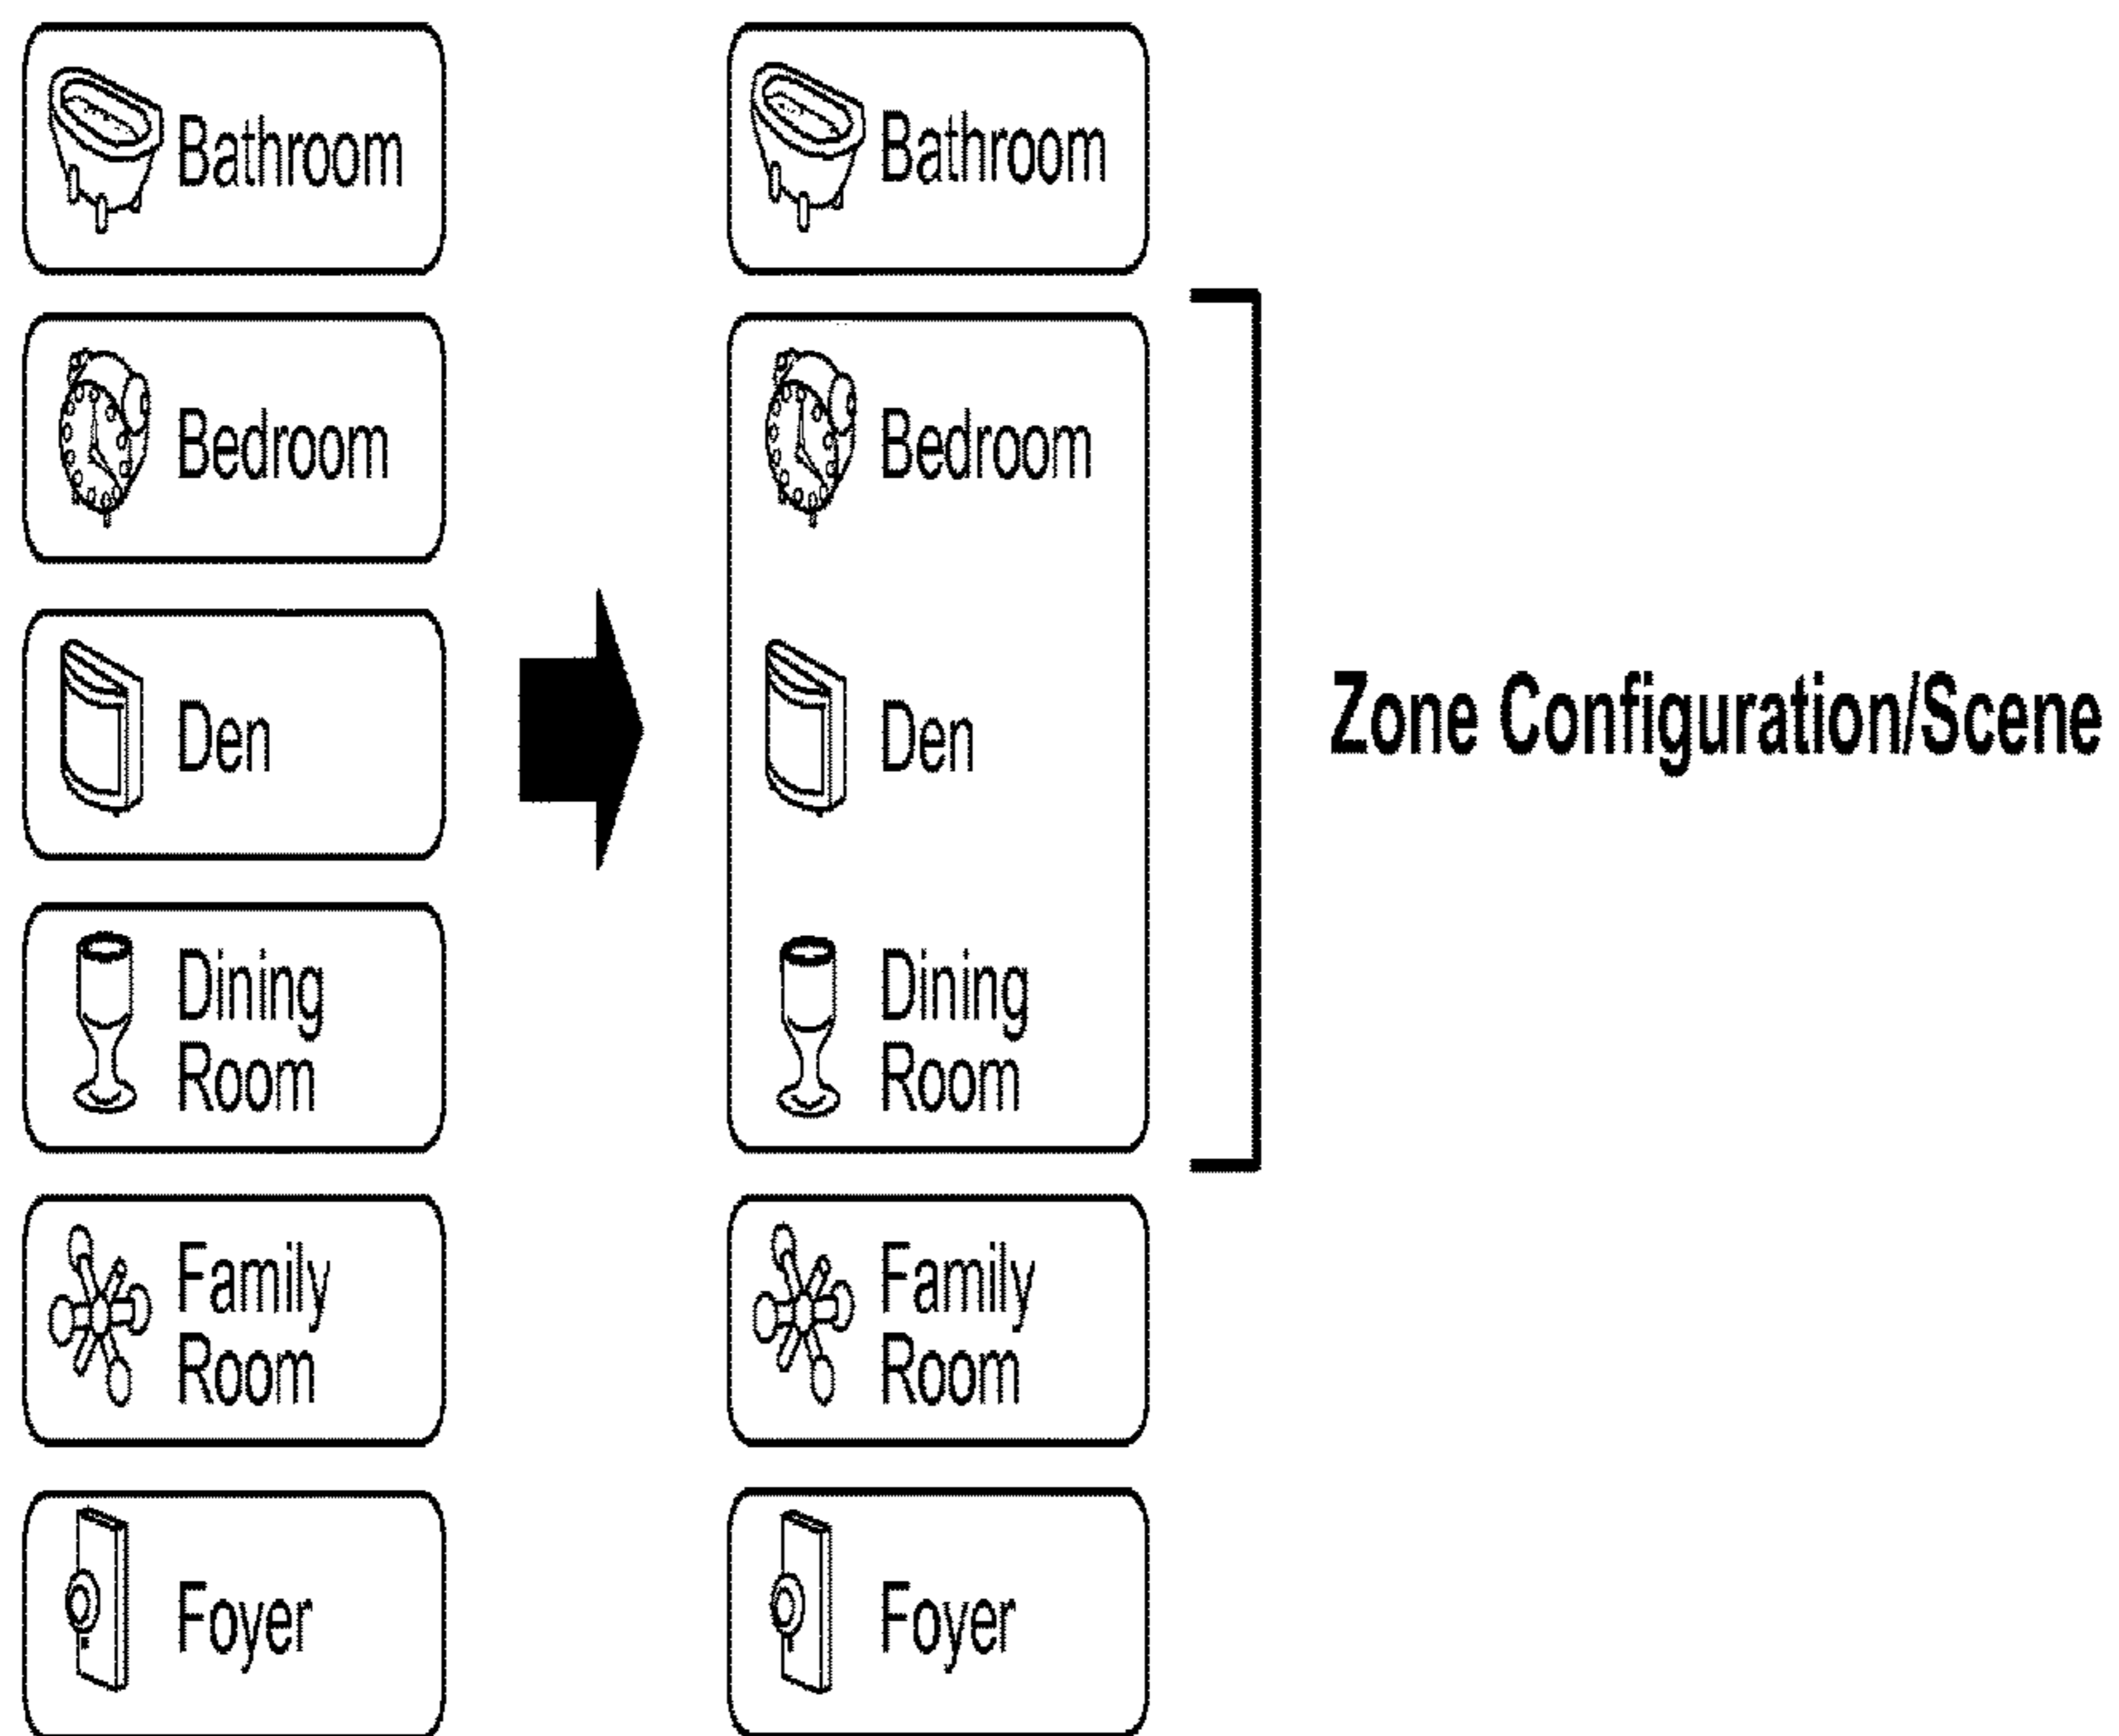 Bathroom
Bedroom
Den
Dining
Room
Family
Room
Foyer
Bathroom
Bedroom
Den
Dining
Room
Family
Room
Foyer
Zone Configuration/Scene